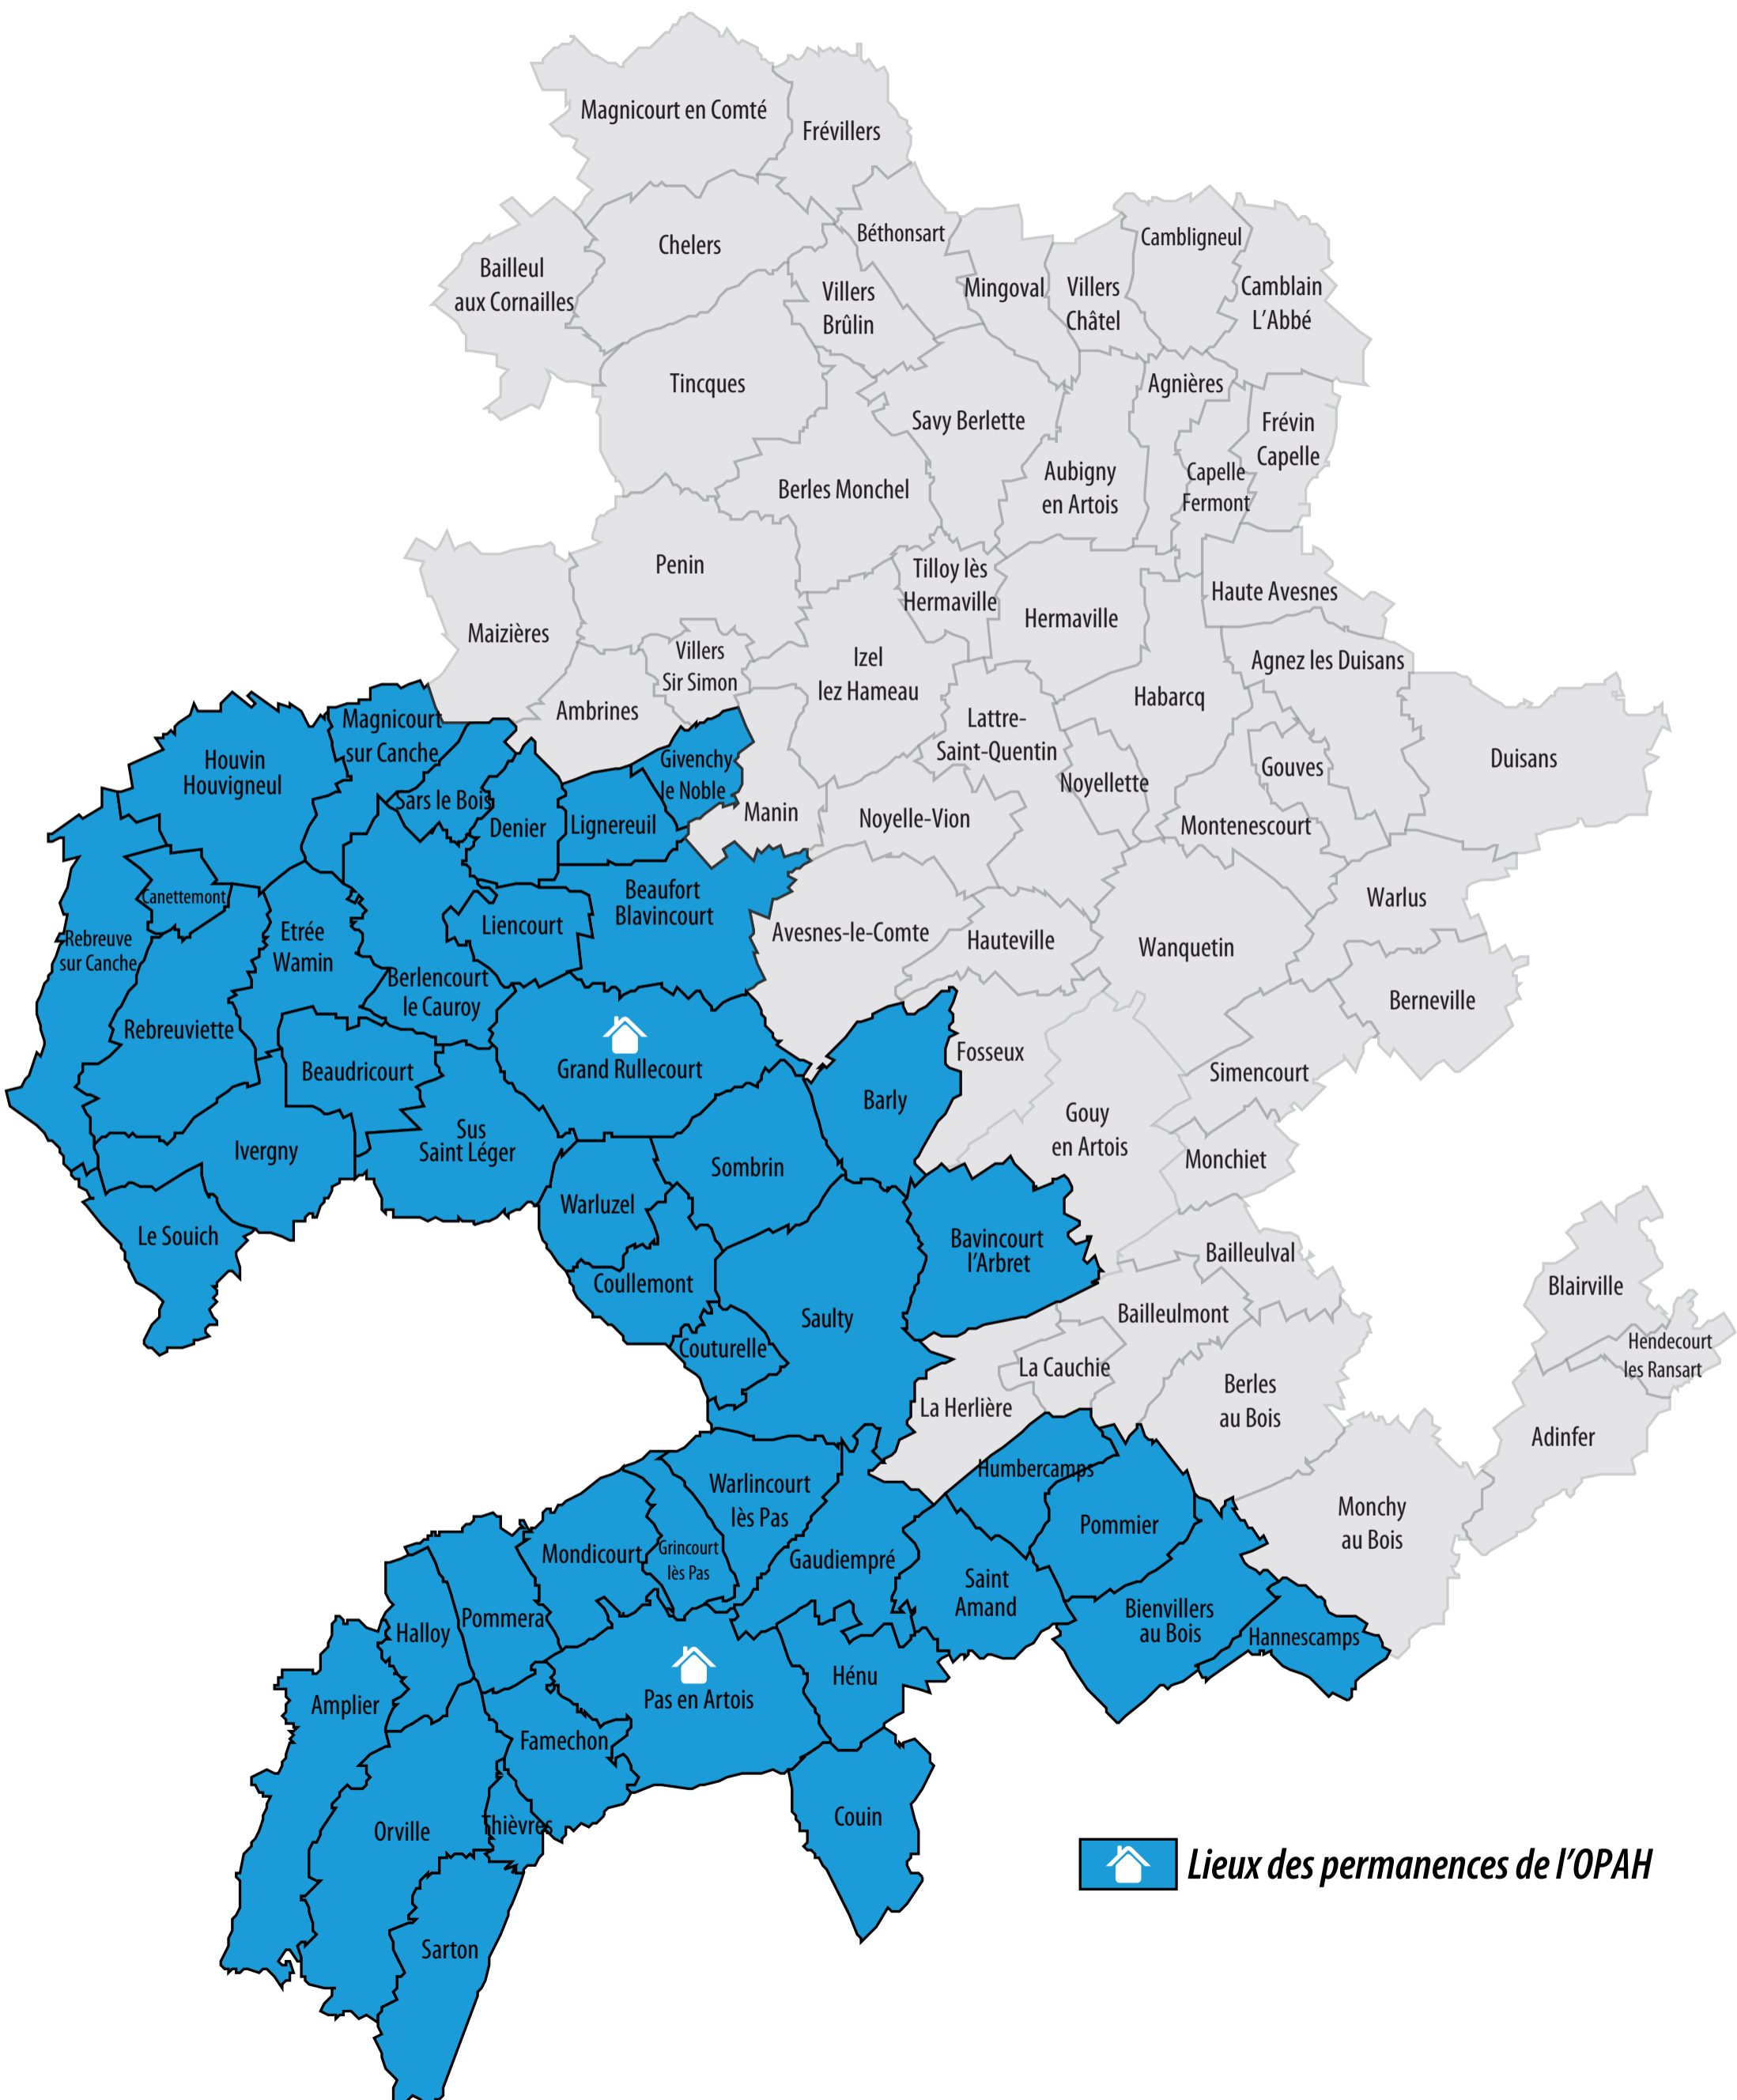 Magnicourt en Comté
Frévillers
Béthonsart
Chelers
Cambligneul
Bailleul
aux Cornailles
Villers
Brûlin
Mingoval
Villers
Châtel
Camblain
L'Abbé
Tincques
Agnières
Savy Berlette
Frévin
Capelle
Aubigny
en Artois
Capelle
Fermont
Berles Monchel
Penin
Tilloy lès
Hermaville
Haute Avesnes
Hermaville
Maizières
Villers
Sir Simon
Izel
lez Hameau
Agnez les Duisans
Ambrines
Habarcq
Lattre-
Saint-Quentin
Magnicourt
sur Canche
Houvin
Houvigneul
Givenchy
le Noble
Noyellette
Gouves
Duisans
Sars le Bois
Denier
Lignereuil
Manin
Noyelle-Vion
Montenescourt
Canettemont
Beaufort
Blavincourt
Warlus
Liencourt
Etrée
Wamin
Avesnes-le-Comte
Hauteville
Wanquetin
Rebreuve
sur Canche
Berlencourt
le Cauroy
Berneville
Rebreuviette
Fosseux
Beaudricourt
Grand Rullecourt
Simencourt
Barly
Gouy
en Artois
Ivergny
Sus
Saint Léger
Sombrin
Monchiet
Warluzel
Le Souich
Bavincourt
l'Arbret
Bailleulval
Coullemont
Blairville
Saulty
Bailleulmont
Couturelle
Hendecourt
les Ransart
La Cauchie
Berles
au Bois
La Herlière
Adinfer
Humbercamps
Warlincourt
lès Pas
Monchy
au Bois
Pommier
Mondicourt
Grincourt
lès Pas
Gaudiempré
Saint
Amand
Pommera
Halloy
Bienvillers
au Bois
Hannescamps
Hénu
Pas en Artois
Amplier
Famechon
Couin
Orville
Thièvres
Lieux des permanences de l'OPAH
Sarton